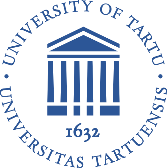 UNIVERSITY OF TARTU
1632
UNIVERSITAS TARTUENSIS